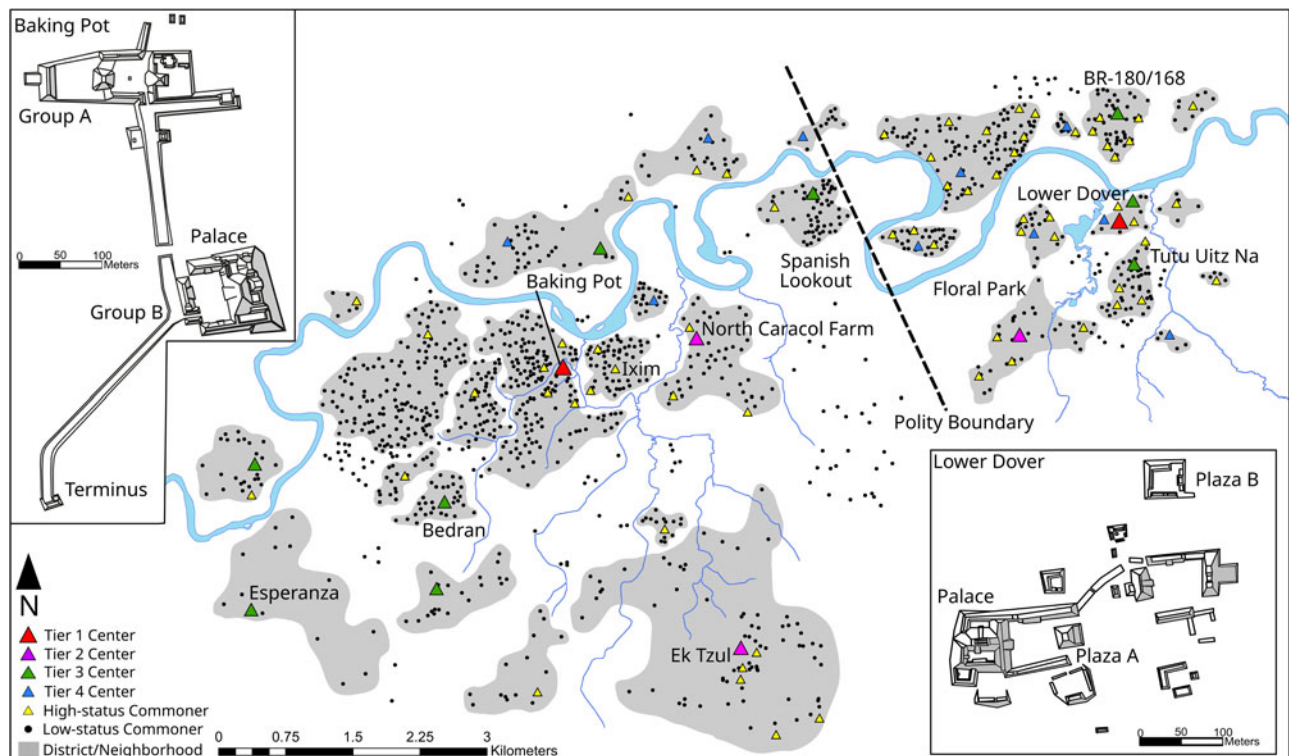 Baking Pot
Group A
0 50 100
Meters
Palace
Group B
Terminus
BR-180/168
Lower Dover
Tutu Uitz Na
Spanish
Lookout
Floral Park
Baking Pot
North Caracol Farm
Ixim
Polity Boundary
Bedran
Esperanza
Ek Tzul
N
Tier 1 Center
Tier 2 Center
Tier 3 Center
Tier 4 Center
High-status Commoner
Low-status Commoner
District/Neighborhood
0 0.75 1.5 2.25 3
Kilometers
Lower Dover
Plaza B
Palace
Plaza A
0 50 100
Meters